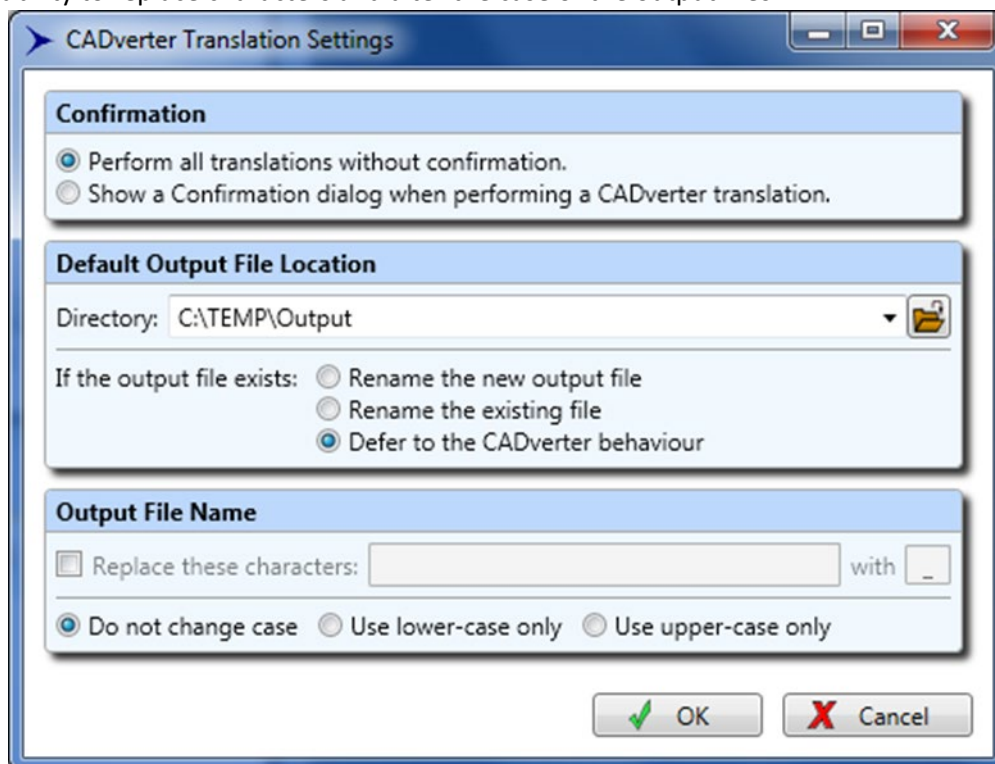 CADverter Translation Settings
Confirmation
Perform all translations without confirmation.
Show a Confirmation dialog when performing a CADverter translation.
Default Output File Location
Directory: C:\TEMP\Output
If the output file exists: Rename the new output file
Rename the existing file
Defer to the CADverter behaviour
Output File Name
Replace these characters: with _
Do not change case Use lower-case only Use upper-case only
OK Cancel